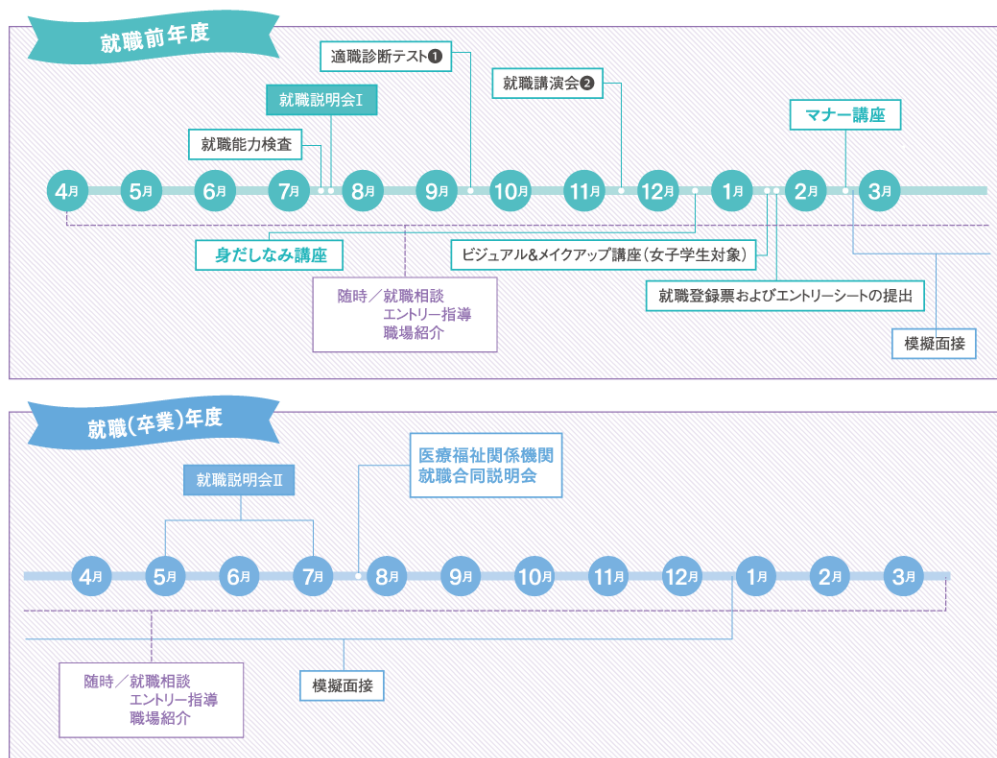 就職前年度
適職診断テスト❶
就職講演会❷
就職説明会Ⅰ
マナー講座
就職能力検査
4月 5月 6月 7月 8月 9月 10月 11月 12月 1月 2月 3月
身だしなみ講座
ビジュアル&メイクアップ講座(女子学生対象)
随時/就職相談
エントリー指導
職場紹介
就職登録票およびエントリーシートの提出
模擬面接
就職(卒業)年度
医療福祉関係機関
就職合同説明会
就職説明会Ⅱ
4月 5月 6月 7月 8月 9月 10月 11月 12月 1月 2月 3月
随時/就職相談
エントリー指導
職場紹介
模擬面接